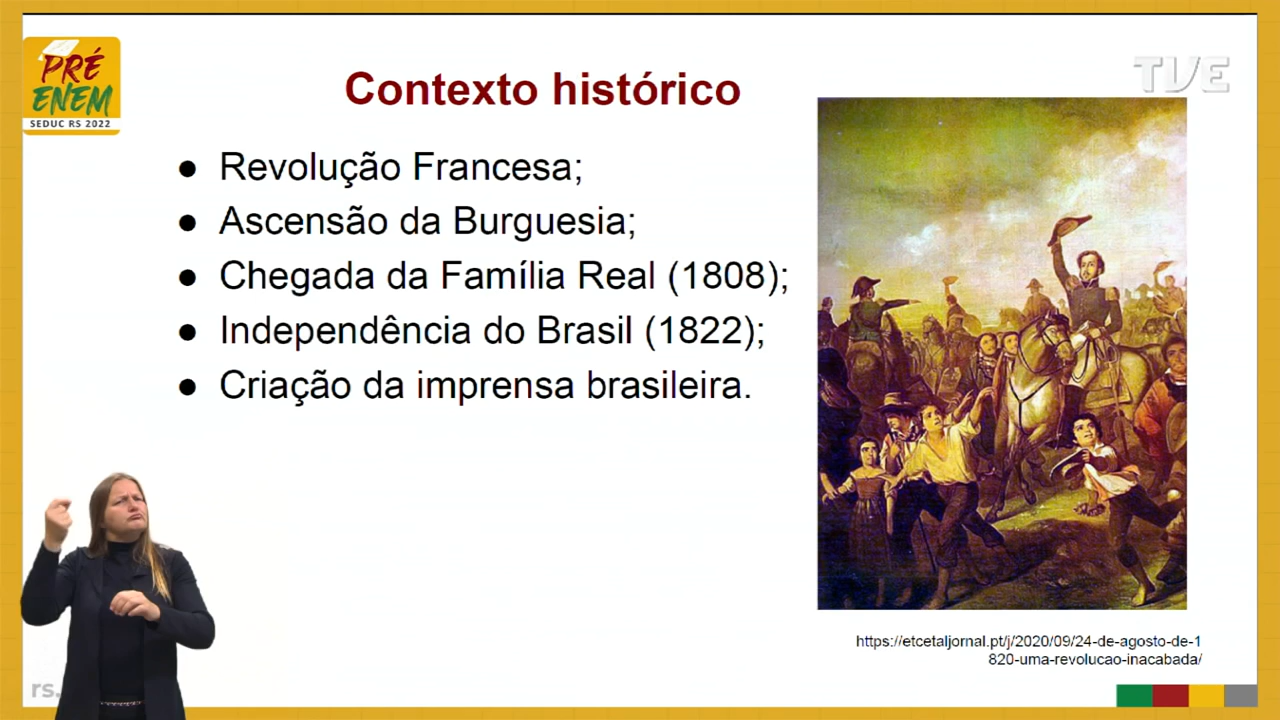 PRÉ
ENEM
SEDUC RS 2022
TVE
Contexto histórico
● Revolução Francesa;
● Ascensão da Burguesia;
● Chegada da Família Real (1808);
● Independência do Brasil (1822);
● Criação da imprensa brasileira.
https://etcetaljornal.pt/j/2020/09/24-de-agosto-de-1
820-uma-revolucao-inacabada/
rs.